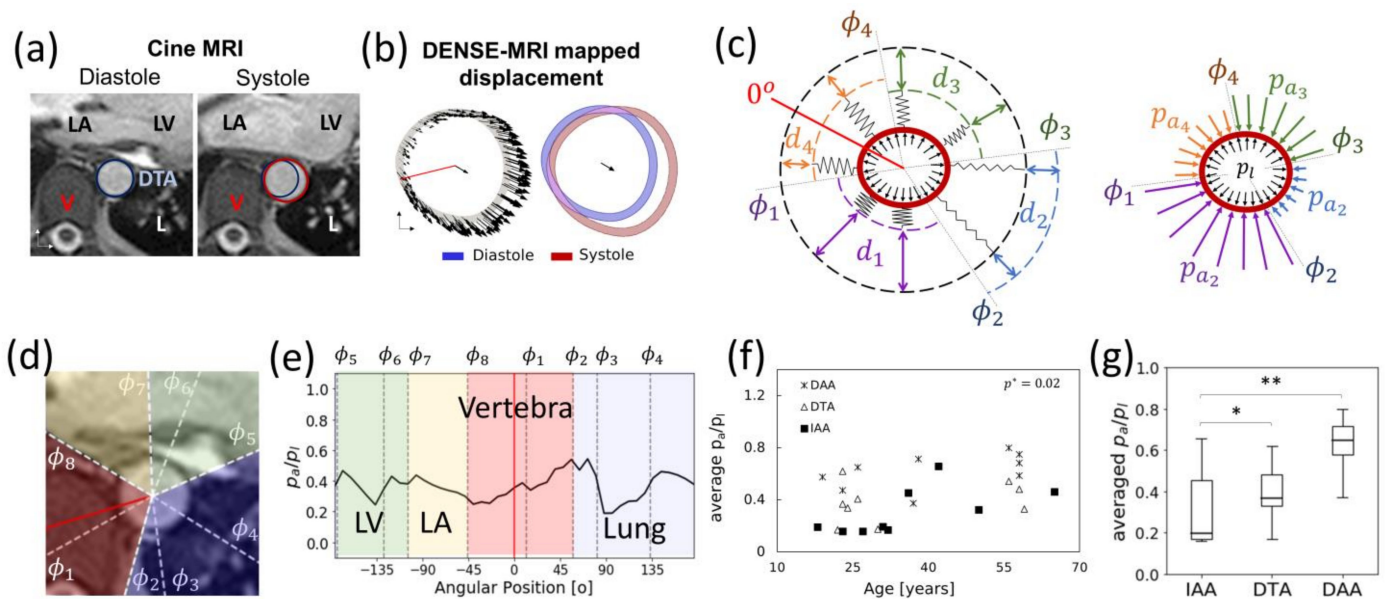 (a)
Cine MRI
Diastole
Systole
LA
LV
V
DTA
L
LA
LV
V
L
(b)
DENSE-MRI mapped
displacement
Diastole
Systole
(c)
ϕ4
0o
d3
ϕ3
d4
ϕ1
d2
d1
ϕ2
ϕ4
pa3
pa4
ϕ3
pl
ϕ1
pa2
pa2
ϕ2
(d)
ϕ7
ϕ6
ϕ5
ϕ8
ϕ4
ϕ1
ϕ2
ϕ3
(e)
ϕ5 ϕ6 ϕ7 ϕ8 ϕ1 ϕ2 ϕ3 ϕ4
1.0
0.8
0.6
0.4
0.2
0.0
pa/pl
Vertebra
LV
LA
Lung
-135 -90 -45 0 45 90 135
Angular Position [o]
(f)
DAA
DTA
IAA
p* = 0.02
1.2
0.8
0.4
12
average pa/pl
10 25 40 55 70
Age [years]
(g)
1.0
0.8
0.6
0.4
0.2
0.0
averaged pa/pl
**
*
IAA DTA DAA